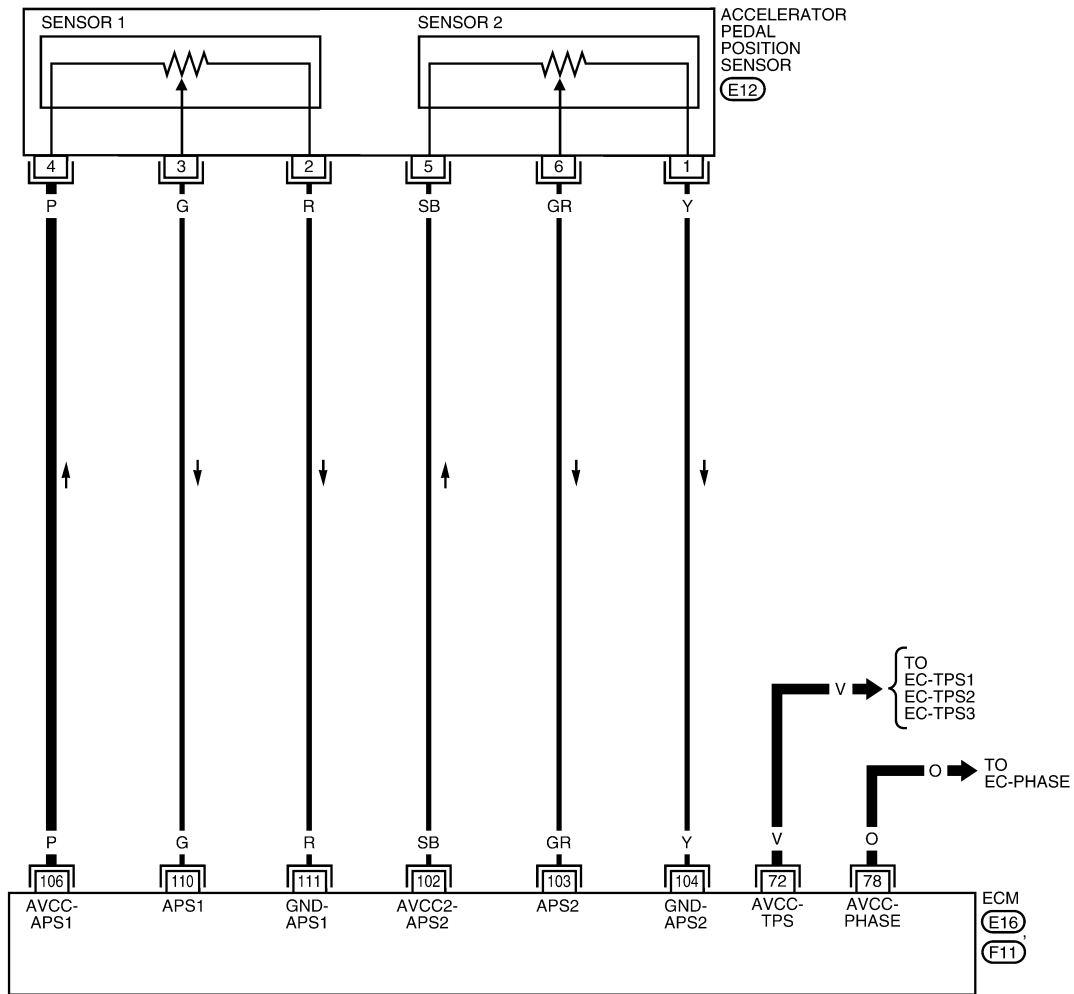 SENSOR 1
SENSOR 2
ACCELERATOR
PEDAL
POSITION
SENSOR
E12
4 3 2 5 6 1
P G R SB GR Y
TO
EC-TPS1
EC-TPS2
EC-TPS3
V
TO
EC-PHASE
O
P G R SB GR Y V O
106 110 111 102 103 104 72 78
AVCC-
APS1
APS1
GND-
APS1
AVCC2-
APS2
APS2
GND-
APS2
AVCC-
TPS
AVCC-
PHASE
ECM
E16
,
F11